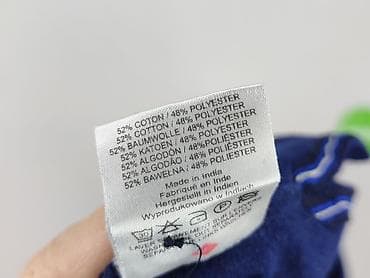 52% COTON / 48% POLYESTER
52% COTTON / 48% POLYESTER
52% BAUMWOLLE / 48% POLYESTER
52% KATOEN / 48% POLYESTER
52% ALGODÓN / 48% POLIÉSTER
52% ALGODÃO / 48% POLIÉSTER
52% BAWEŁNA / 48% POLIESTER
Made in India
Fabriqué en Inde
Hergestellt in Indien
Wyprodukowano w Indiach
30